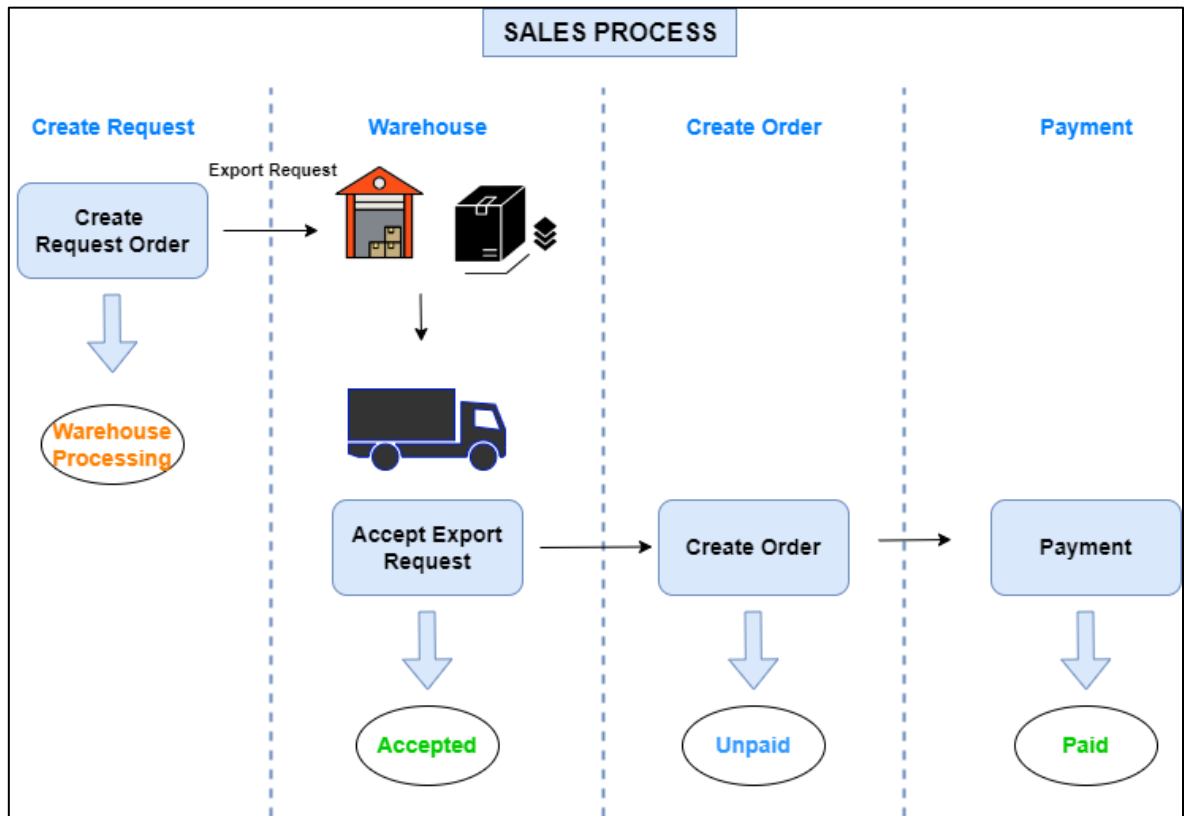 SALES PROCESS
Create Request
Warehouse
Create Order
Payment
Export Request
Create
Request Order
Warehouse
Processing
Accept Export
Request
Create Order
Payment
Accepted
Unpaid
Paid